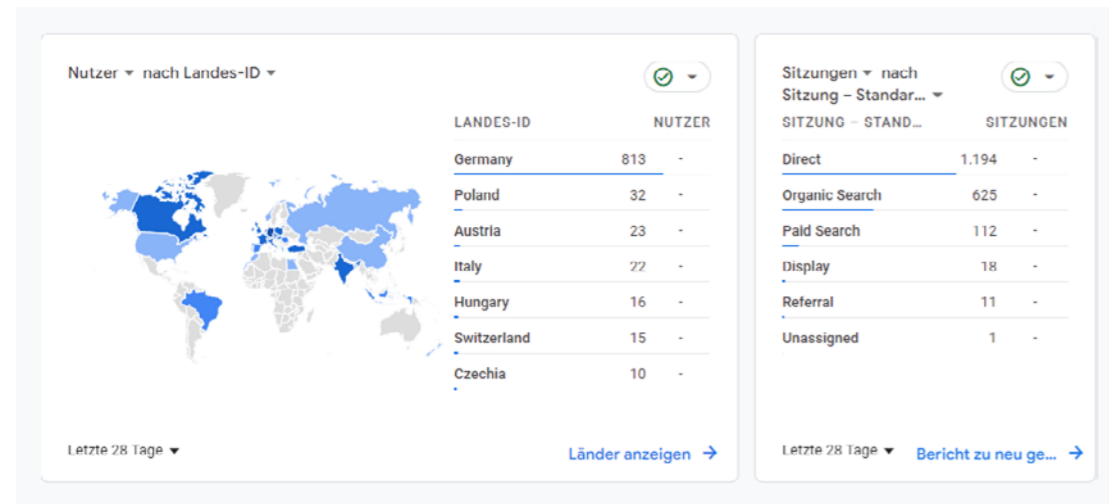 Nutzer nach Landes-ID
LANDES-ID NUTZER
Germany 813 -
Poland 32 -
Austria 23 -
Italy 22 -
Hungary 16 -
Switzerland 15 -
Czechia 10 -
Letzte 28 Tage
Länder anzeigen
Sitzungen nach
Sitzung – Standar...
SITZUNG – STAND... SITZUNGEN
Direct 1.194 -
Organic Search 625 -
Paid Search 112 -
Display 18 -
Referral 11 -
Unassigned 1 -
Letzte 28 Tage
Bericht zu neu ge...